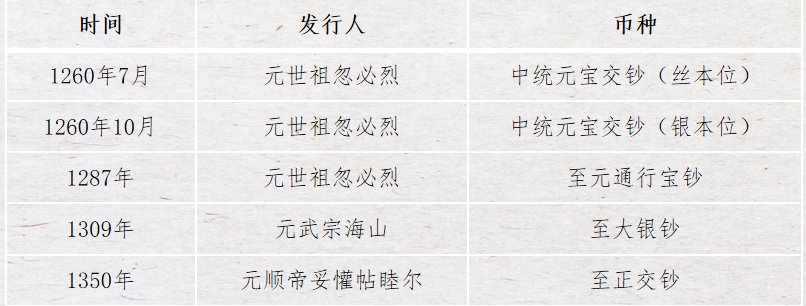 时间 发行人 币种
1260年7月 元世祖忽必烈 中统元宝交钞（丝本位）
1260年10月 元世祖忽必烈 中统元宝交钞（银本位）
1287年 元世祖忽必烈 至元通行宝钞
1309年 元武宗海山 至大银钞
1350年 元顺帝妥懽帖睦尔 至正交钞